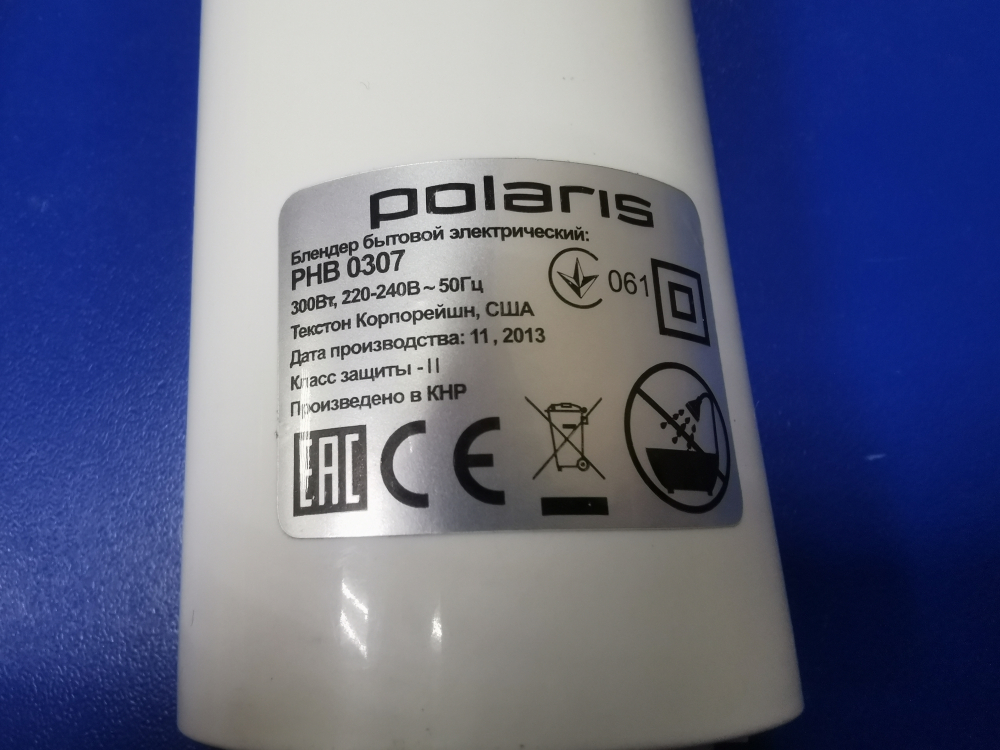 polaris
Блендер бытовой электрический:
PHB 0307
300Вт, 220-240В ~ 50Гц
061
Текстон Корпорейшн, США
Дата производства: 11, 2013
Класс защиты - II
Произведено в КНР
EAC CE